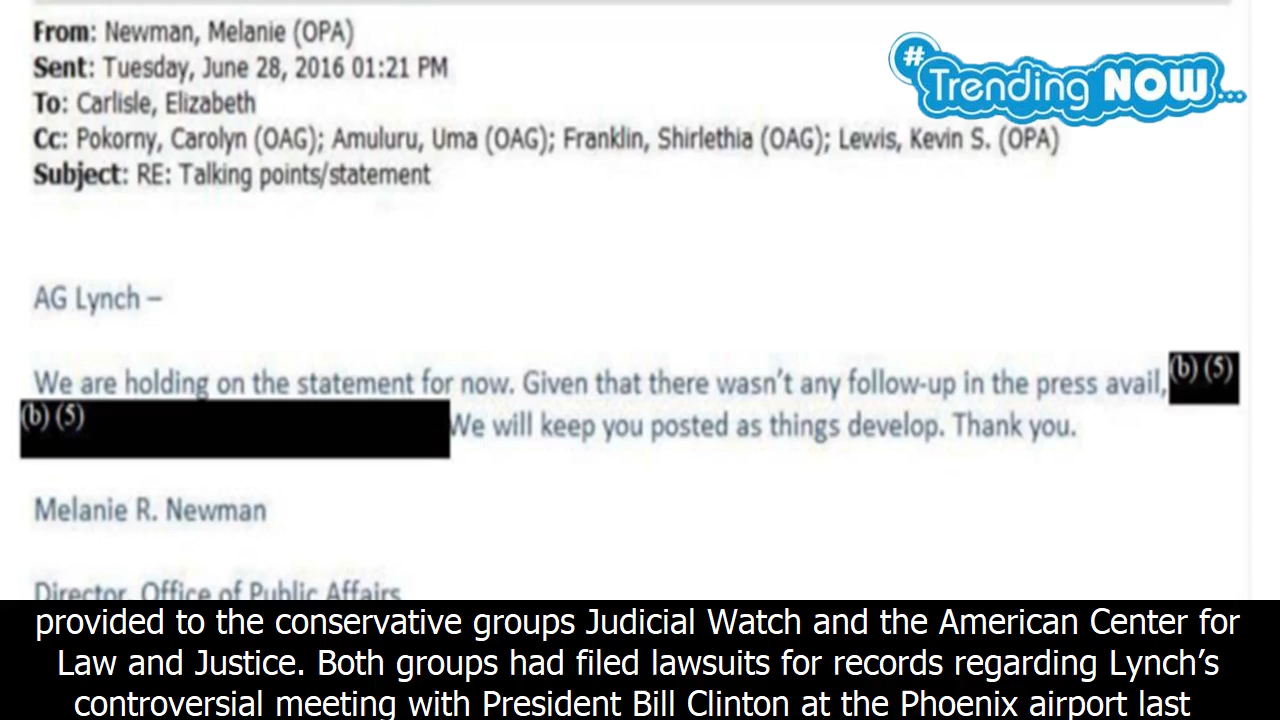 From: Newman, Melanie (OPA)
Sent: Tuesday, June 28, 2016 01:21 PM
To: Carlisle, Elizabeth
Cc: Pokorny, Carolyn (OAG); Amuluru, Uma (OAG); Franklin, Shirlethia (OAG); Lewis, Kevin S. (OPA)
Subject: RE: Talking points/statement
# Trending NOW...
AG Lynch –
We are holding on the statement for now. Given that there wasn't any follow-up in the press avail, (b) (5)
(b) (5) We will keep you posted as things develop. Thank you.
Melanie R. Newman
Director, Office of Public Affairs
provided to the conservative groups Judicial Watch and the American Center for
Law and Justice. Both groups had filed lawsuits for records regarding Lynch’s
controversial meeting with President Bill Clinton at the Phoenix airport last